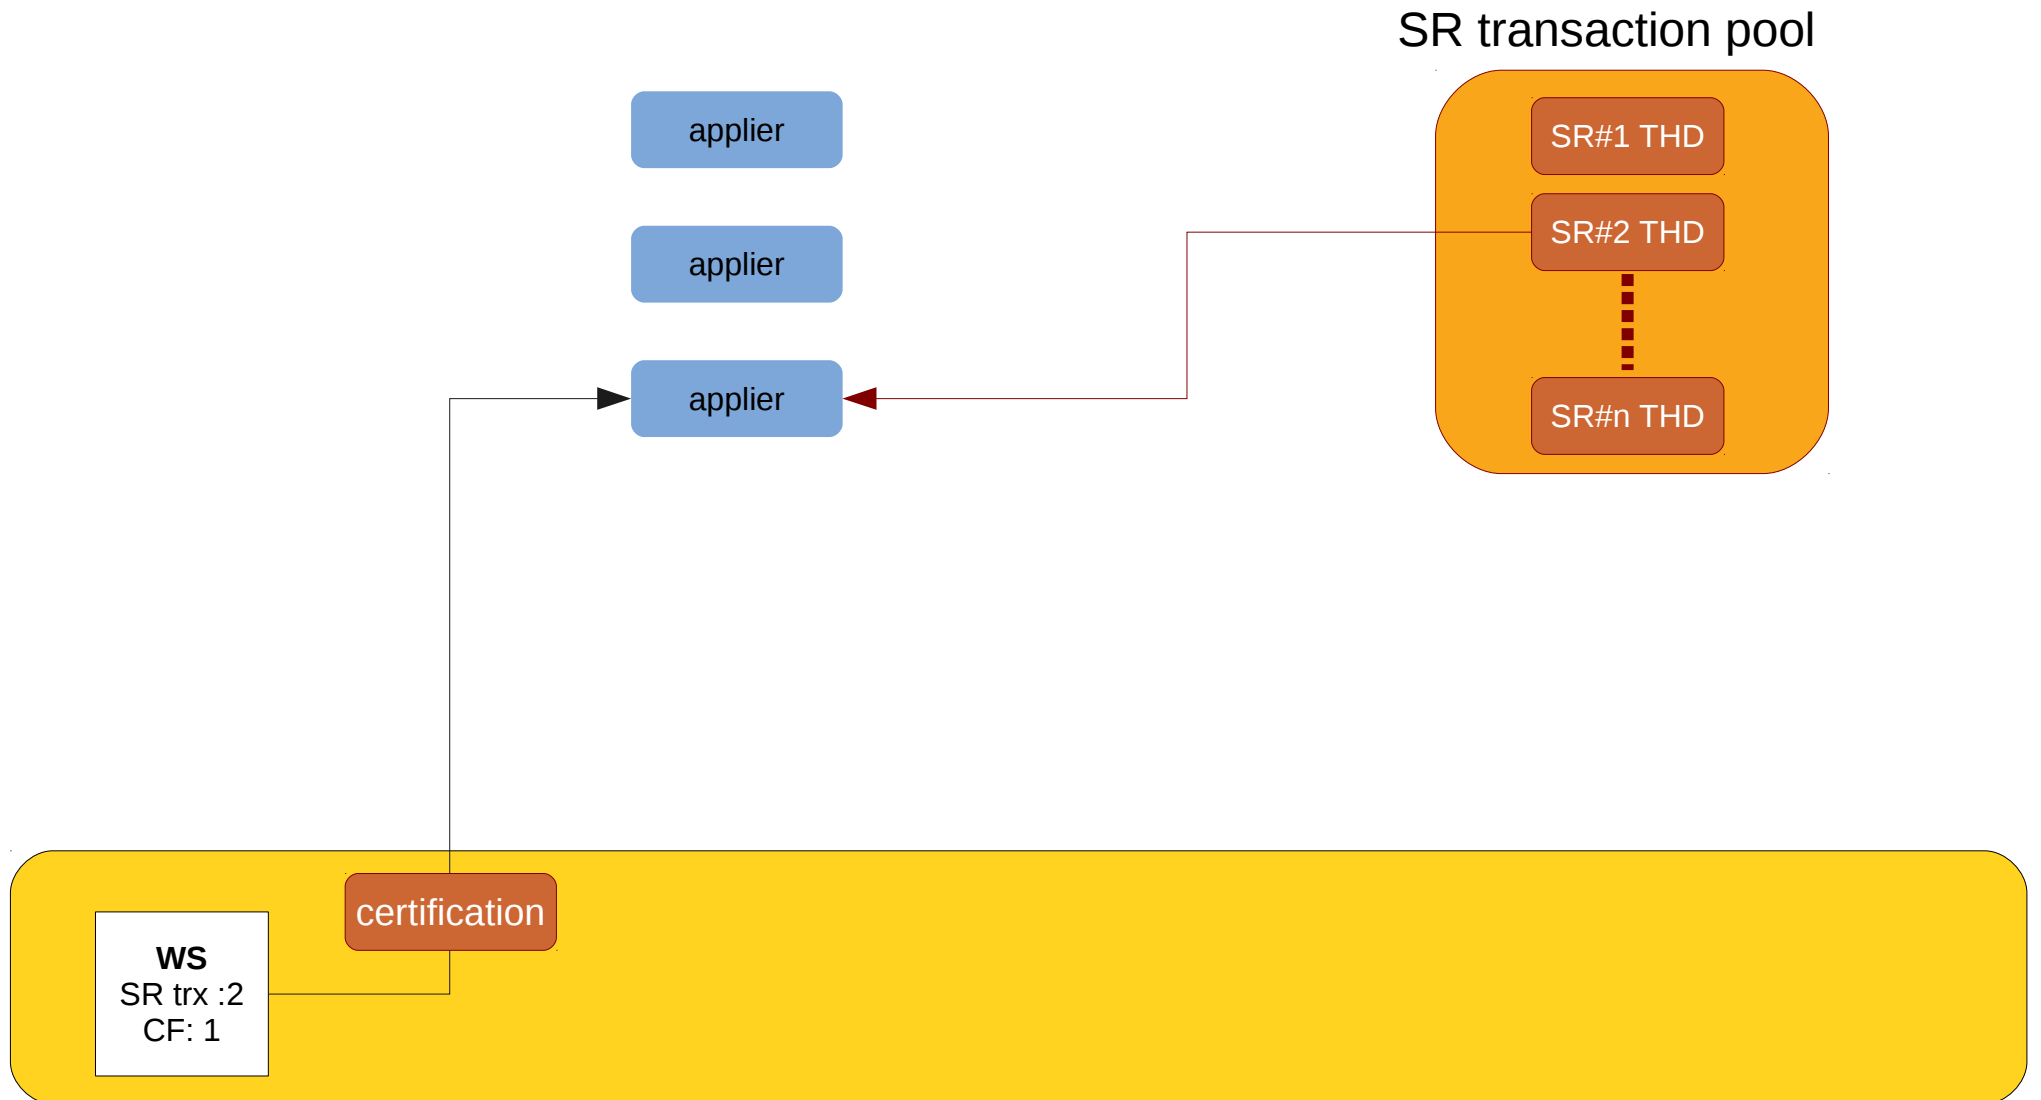 SR transaction pool
applier
applier
applier
SR#1 THD
SR#2 THD
SR#n THD
certification
WS
SR trx :2
CF: 1